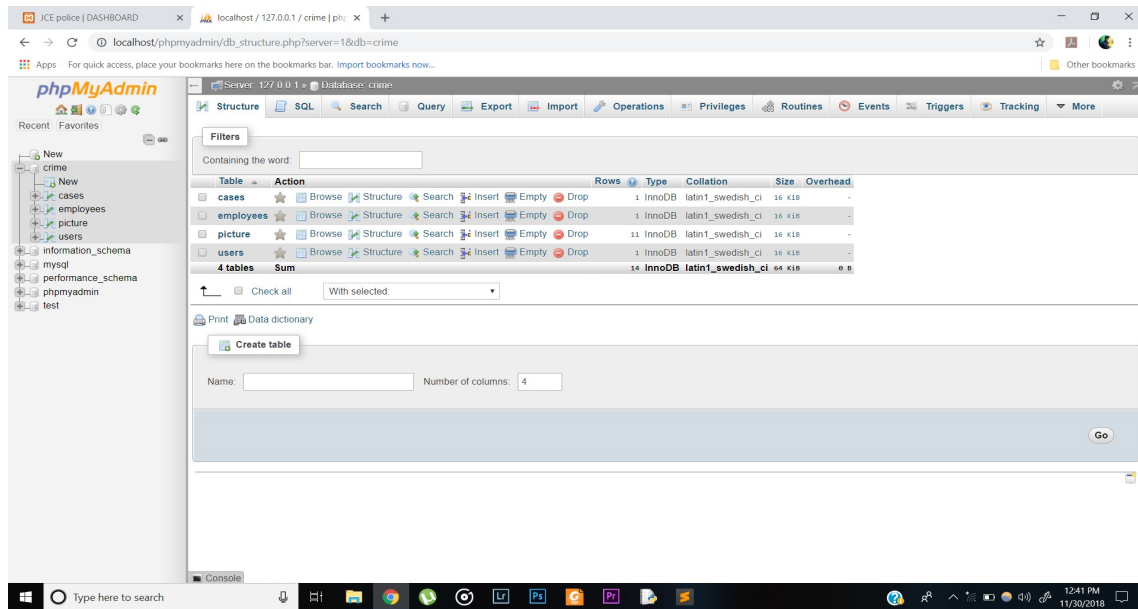 JCE police | DASHBOARD
localhost / 127.0.0.1 / crime | ph
localhost/phpmyadmin/db_structure.php?server=1&db=crime
Apps For quick access, place your bookmarks here on the bookmarks bar. Import bookmarks now...
Other bookmarks
phpMyAdmin
Recent Favorites
New
crime
New
cases
employees
picture
users
information_schema
mysql
performance_schema
phpmyadmin
test
Server: 127.0.0.1 » Database: crime
Structure SQL Search Query Export Import Operations Privileges Routines Events Triggers Tracking More
Filters
Containing the word:
Table Action Rows Type Collation Size Overhead
cases Browse Structure Search Insert Empty Drop 1 InnoDB latin1_swedish_ci 16 KiB -
employees Browse Structure Search Insert Empty Drop 1 InnoDB latin1_swedish_ci 16 KiB -
picture Browse Structure Search Insert Empty Drop 11 InnoDB latin1_swedish_ci 16 KiB -
users Browse Structure Search Insert Empty Drop 1 InnoDB latin1_swedish_ci 16 KiB -
4 tables Sum 14 InnoDB latin1_swedish_ci 64 KiB 0 B
Check all With selected:
Print Data dictionary
Create table
Name: Number of columns: 4
Go
Console
Type here to search
Lr Ps Pr
12:41 PM
11/30/2018